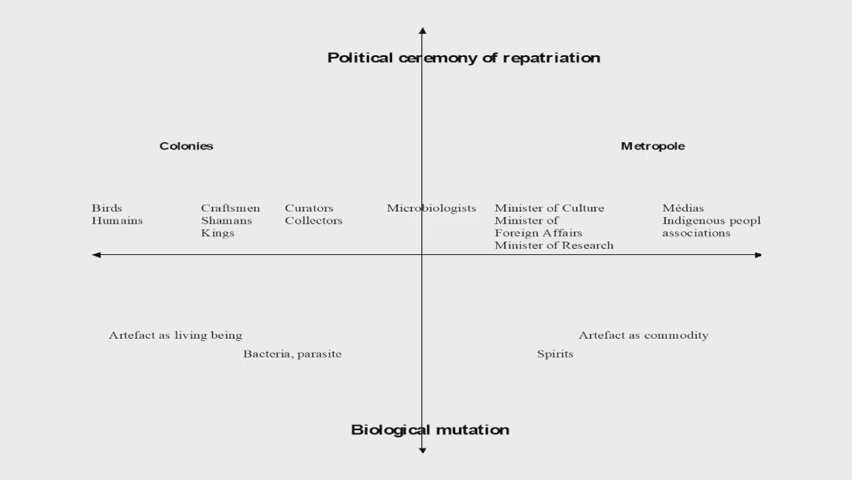 Political ceremony of repatriation
Colonies
Metropole
Birds
Humains
Craftsmen
Shamans
Kings
Curators
Collectors
Microbiologists
Minister of Culture
Minister of
Foreign Affairs
Minister of Research
Médias
Indigenous peopl
associations
Artefact as living being
Artefact as commodity
Bacteria, parasite
Spirits
Biological mutation